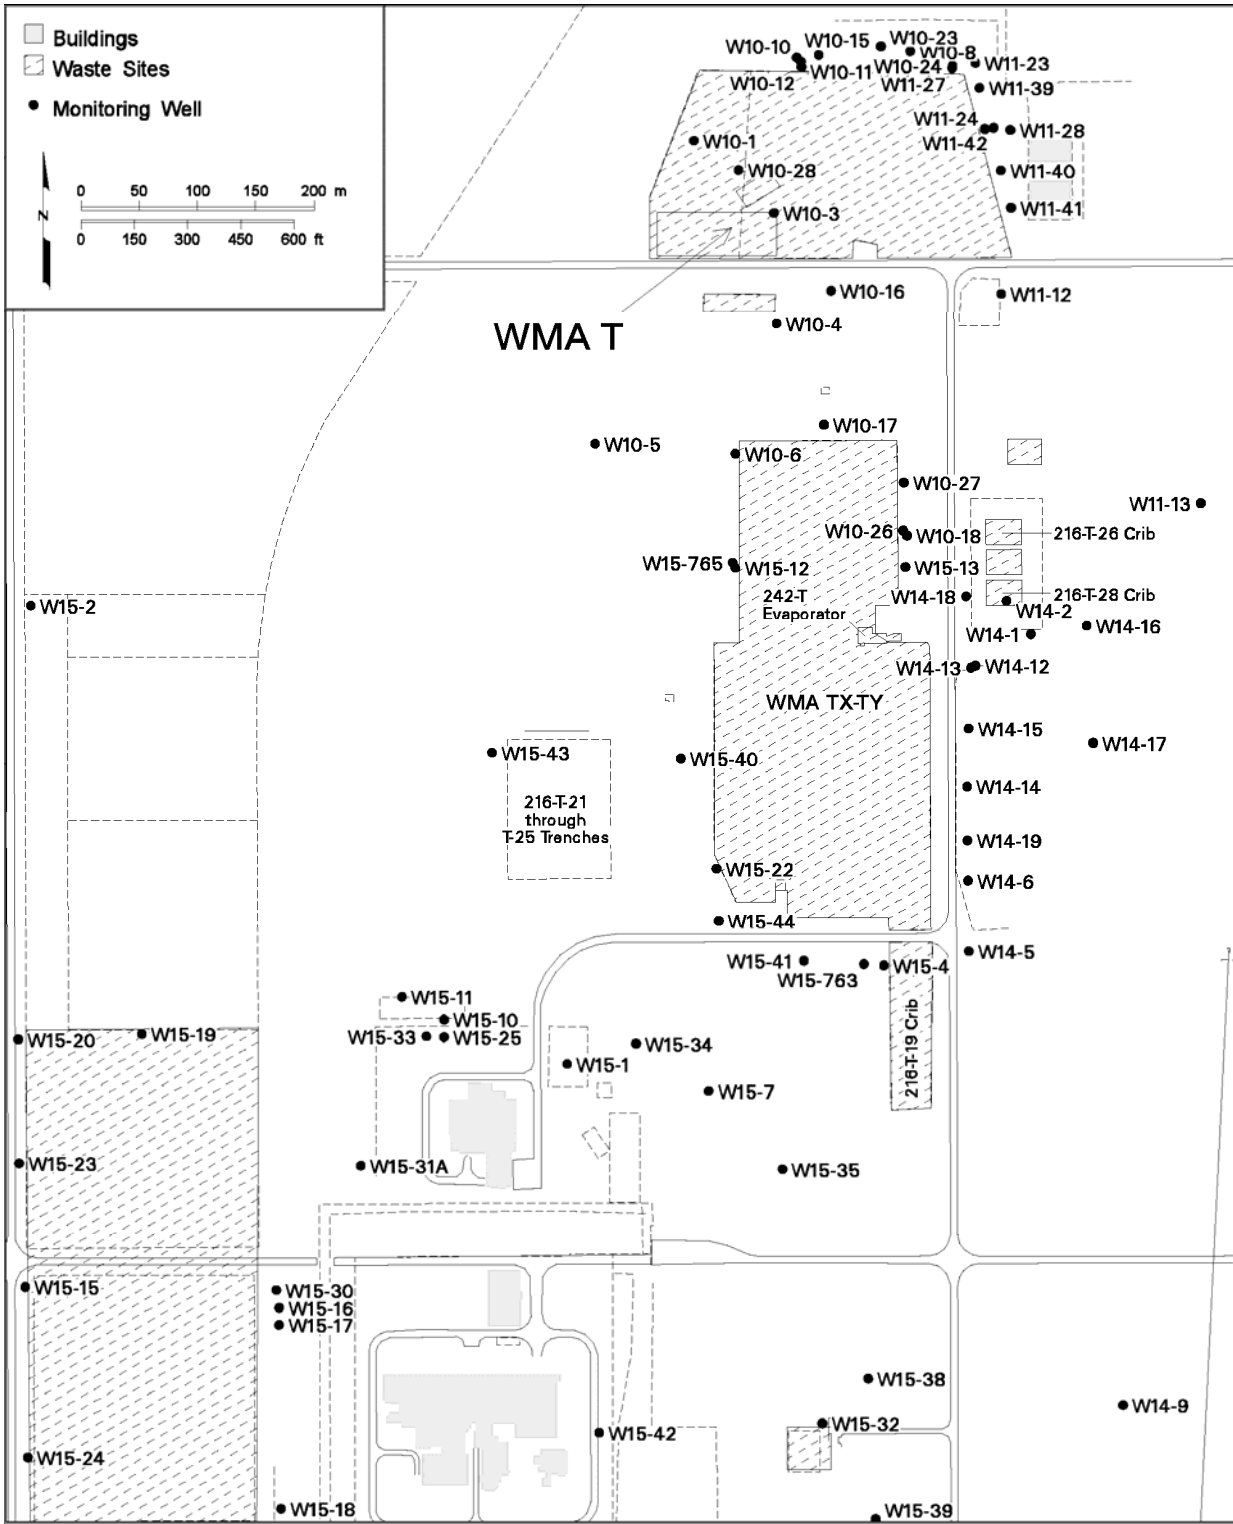 Buildings
Waste Sites
Monitoring Well
0 50 100 150 200 m
N
0 150 300 450 600 ft
W10-23
W10-15
W10-10
W10-8
W11-23
W10-11
W10-24
W10-12
W11-27
W11-39
W11-24
W11-28
W10-1
W11-42
W10-28
W11-40
W11-41
W10-3
W10-16
W11-12
WMA T
W10-4
W10-17
W10-5
W10-6
W10-27
W11-13
W10-26
W10-18
216-T-26 Crib
W15-765
W15-12
W15-13
W15-2
242-T
Evaporator
W14-18
216-T-28 Crib
W14-2
W14-16
W14-1
W14-13
W14-12
WMA TX-TY
W14-15
W14-17
W15-43
W15-40
W14-14
216-T-21
through
T-25 Trenches
W14-19
W15-22
W14-6
W15-44
W14-5
W15-41
W15-763
W15-4
W15-11
W15-10
W15-20
W15-19
W15-33
W15-25
W15-34
W15-1
216-T-19 Crib
W15-7
W15-23
W15-31A
W15-35
W15-15
W15-30
W15-16
W15-17
W15-38
W14-9
W15-32
W15-42
W15-24
W15-18
W15-39